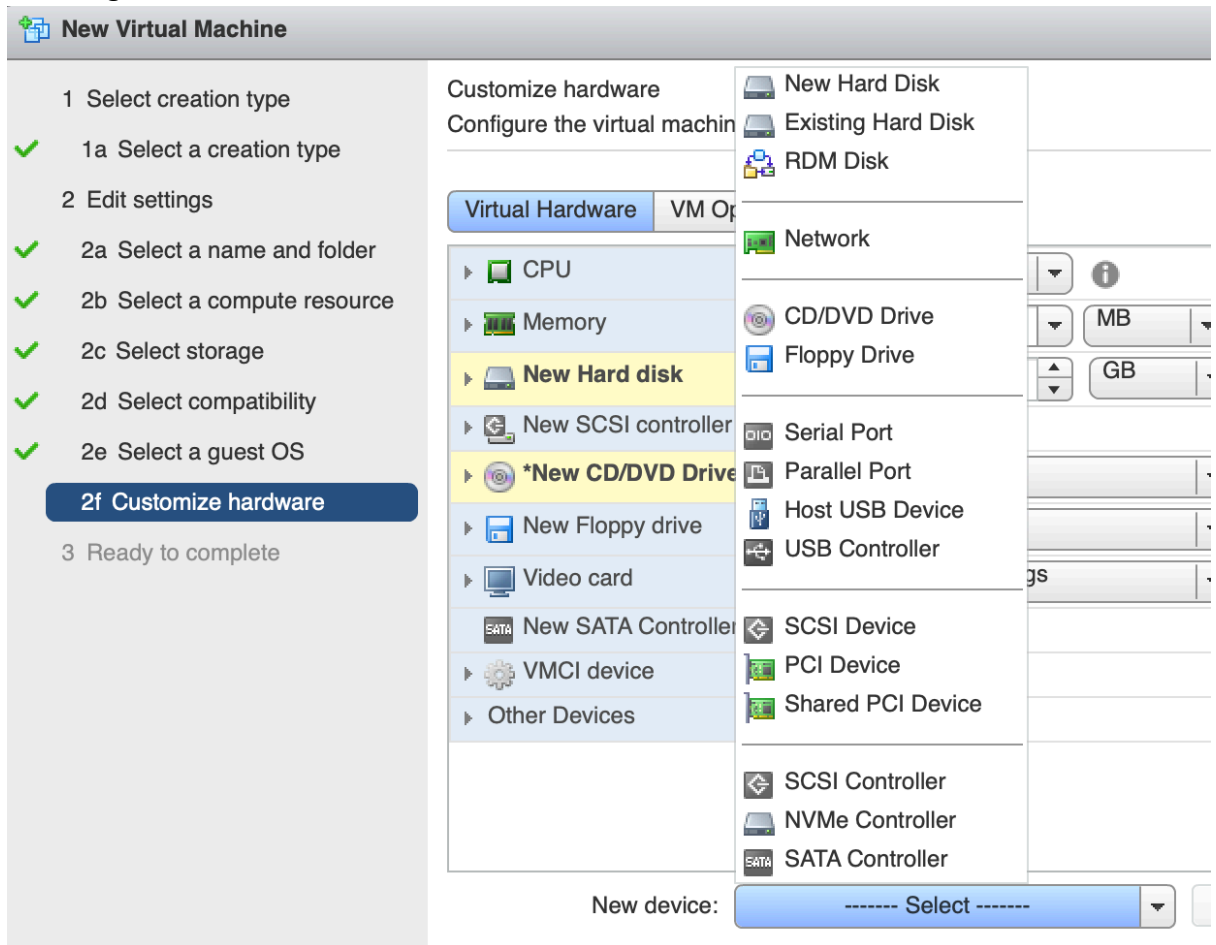 New Virtual Machine
1 Select creation type
1a Select a creation type
2 Edit settings
2a Select a name and folder
2b Select a compute resource
2c Select storage
2d Select compatibility
2e Select a guest OS
2f Customize hardware
3 Ready to complete
Customize hardware
Configure the virtual machin
Virtual Hardware VM Op
CPU
Memory MB
New Hard disk GB
New SCSI controller
*New CD/DVD Drive
New Floppy drive
Video card gs
New SATA Controller
VMCI device
Other Devices
New Hard Disk
Existing Hard Disk
RDM Disk
Network
CD/DVD Drive
Floppy Drive
Serial Port
Parallel Port
Host USB Device
USB Controller
SCSI Device
PCI Device
Shared PCI Device
SCSI Controller
NVMe Controller
SATA SATA Controller
New device: ------- Select -------